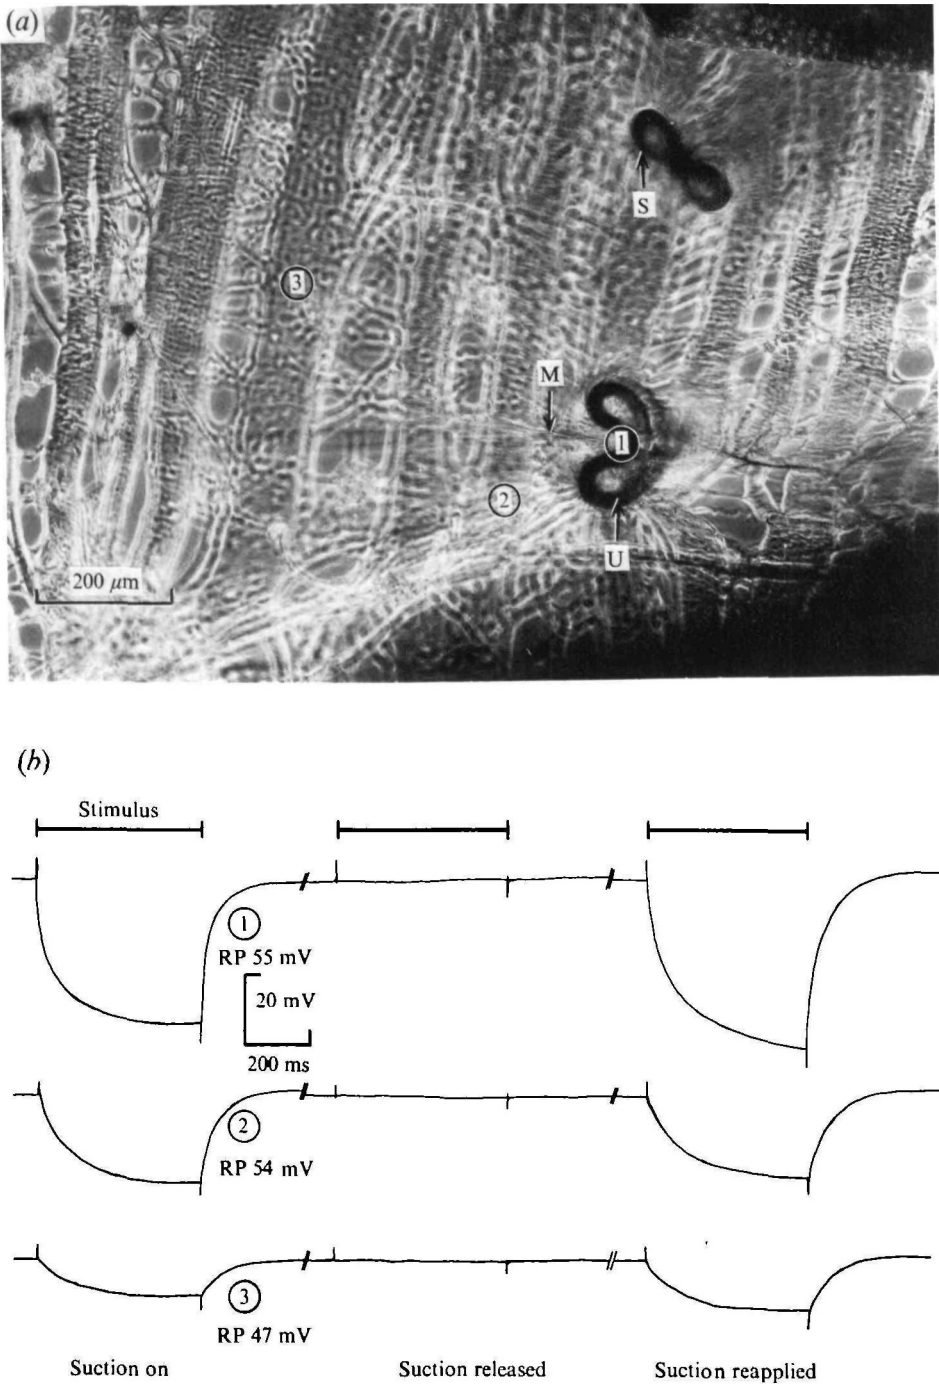 (a)
S
3
M
1
2
U
200 μm
(b)
Stimulus
1
RP 55 mV
20 mV
200 ms
2
RP 54 mV
3
RP 47 mV
Suction on
Suction released
Suction reapplied